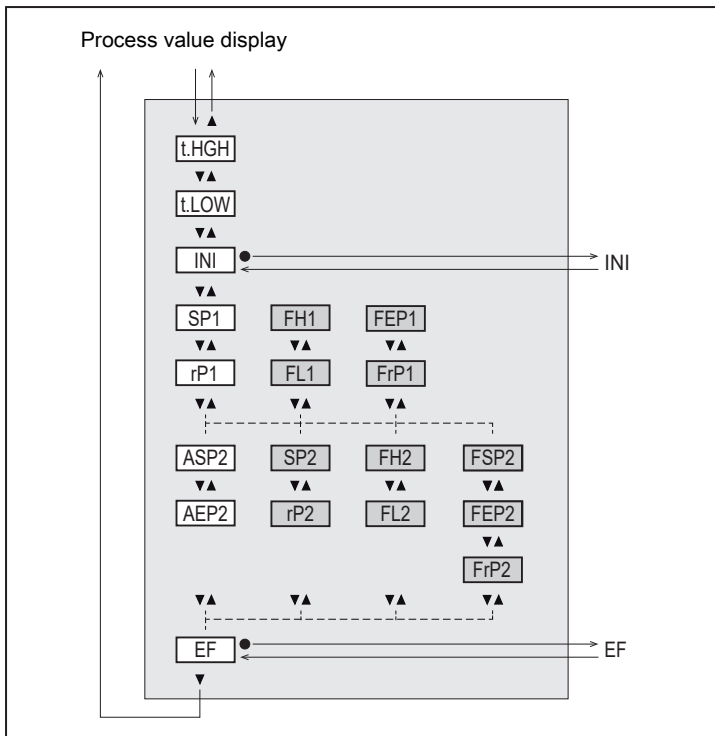 Process value display
t.HGH
t.LOW
INI INI
SP1 FH1 FEP1
rP1 FL1 FrP1
ASP2 SP2 FH2 FSP2
AEP2 rP2 FL2 FEP2
FrP2
EF EF